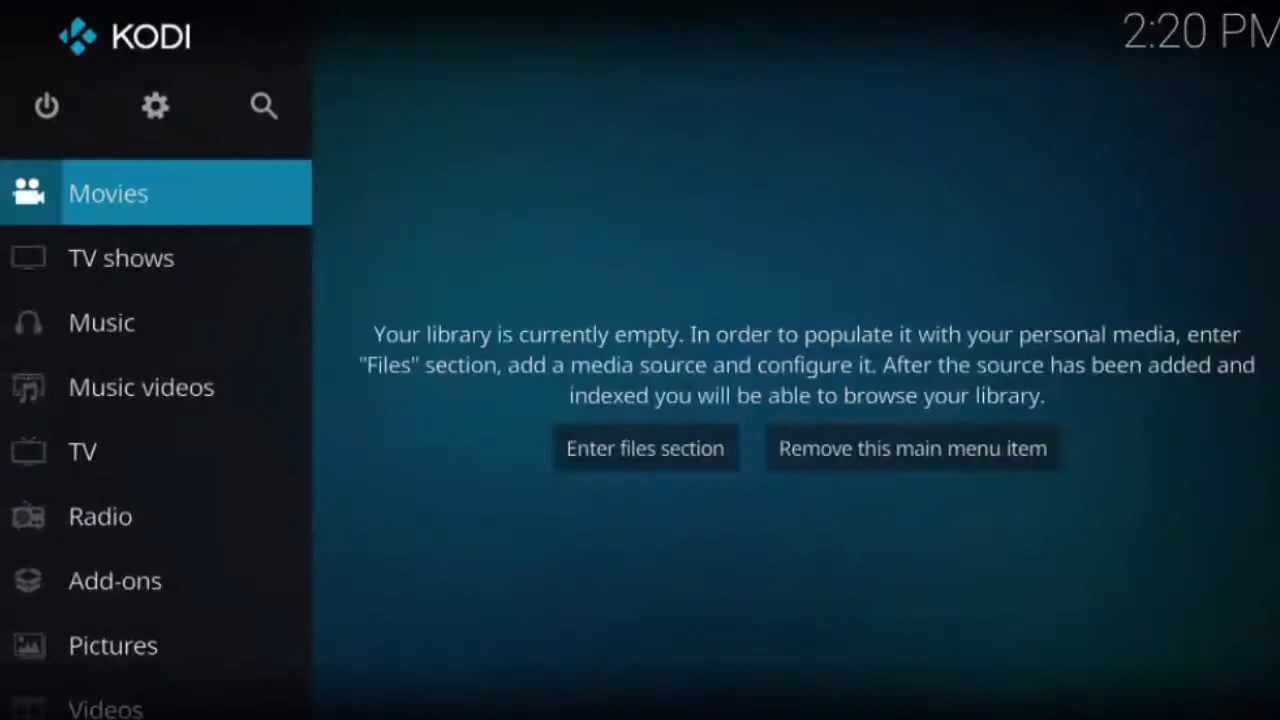 KODI
2:20 PM
Movies
TV shows
Music
Music videos
TV
Radio
Add-ons
Pictures
Videos
Your library is currently empty. In order to populate it with your personal media, enter
"Files" section, add a media source and configure it. After the source has been added and
indexed you will be able to browse your library.
Enter files section
Remove this main menu item